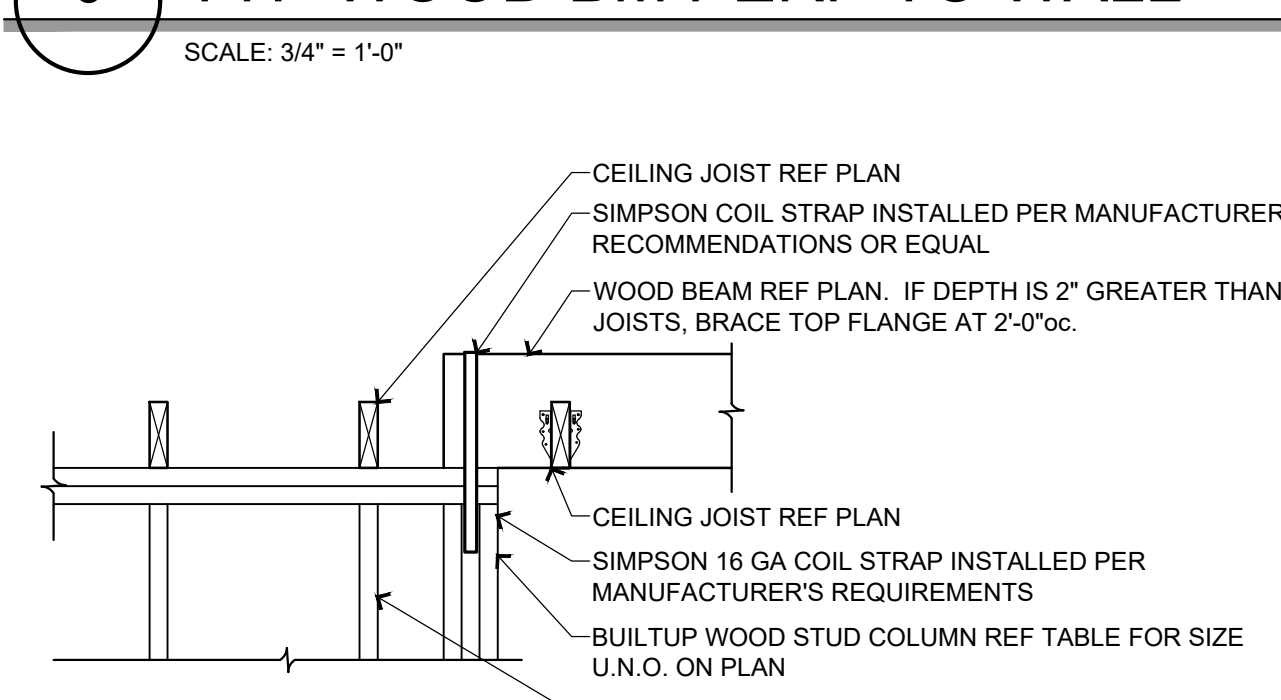 SCALE: 3/4" = 1'-0"
CEILING JOIST REF PLAN
SIMPSON COIL STRAP INSTALLED PER MANUFACTURER
RECOMMENDATIONS OR EQUAL
WOOD BEAM REF PLAN. IF DEPTH IS 2" GREATER THAN
JOISTS, BRACE TOP FLANGE AT 2'-0"oc.
CEILING JOIST REF PLAN
SIMPSON 16 GA COIL STRAP INSTALLED PER
MANUFACTURER'S REQUIREMENTS
BUILTUP WOOD STUD COLUMN REF TABLE FOR SIZE
U.N.O. ON PLAN